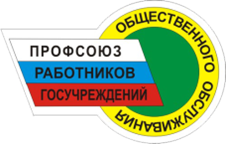 ПРОФСОЮЗ
РАБОТНИКОВ
ГОСУЧРЕЖДЕНИЙ
ОБЩЕСТВЕННОГО ОБСЛУЖИВАНИЯ